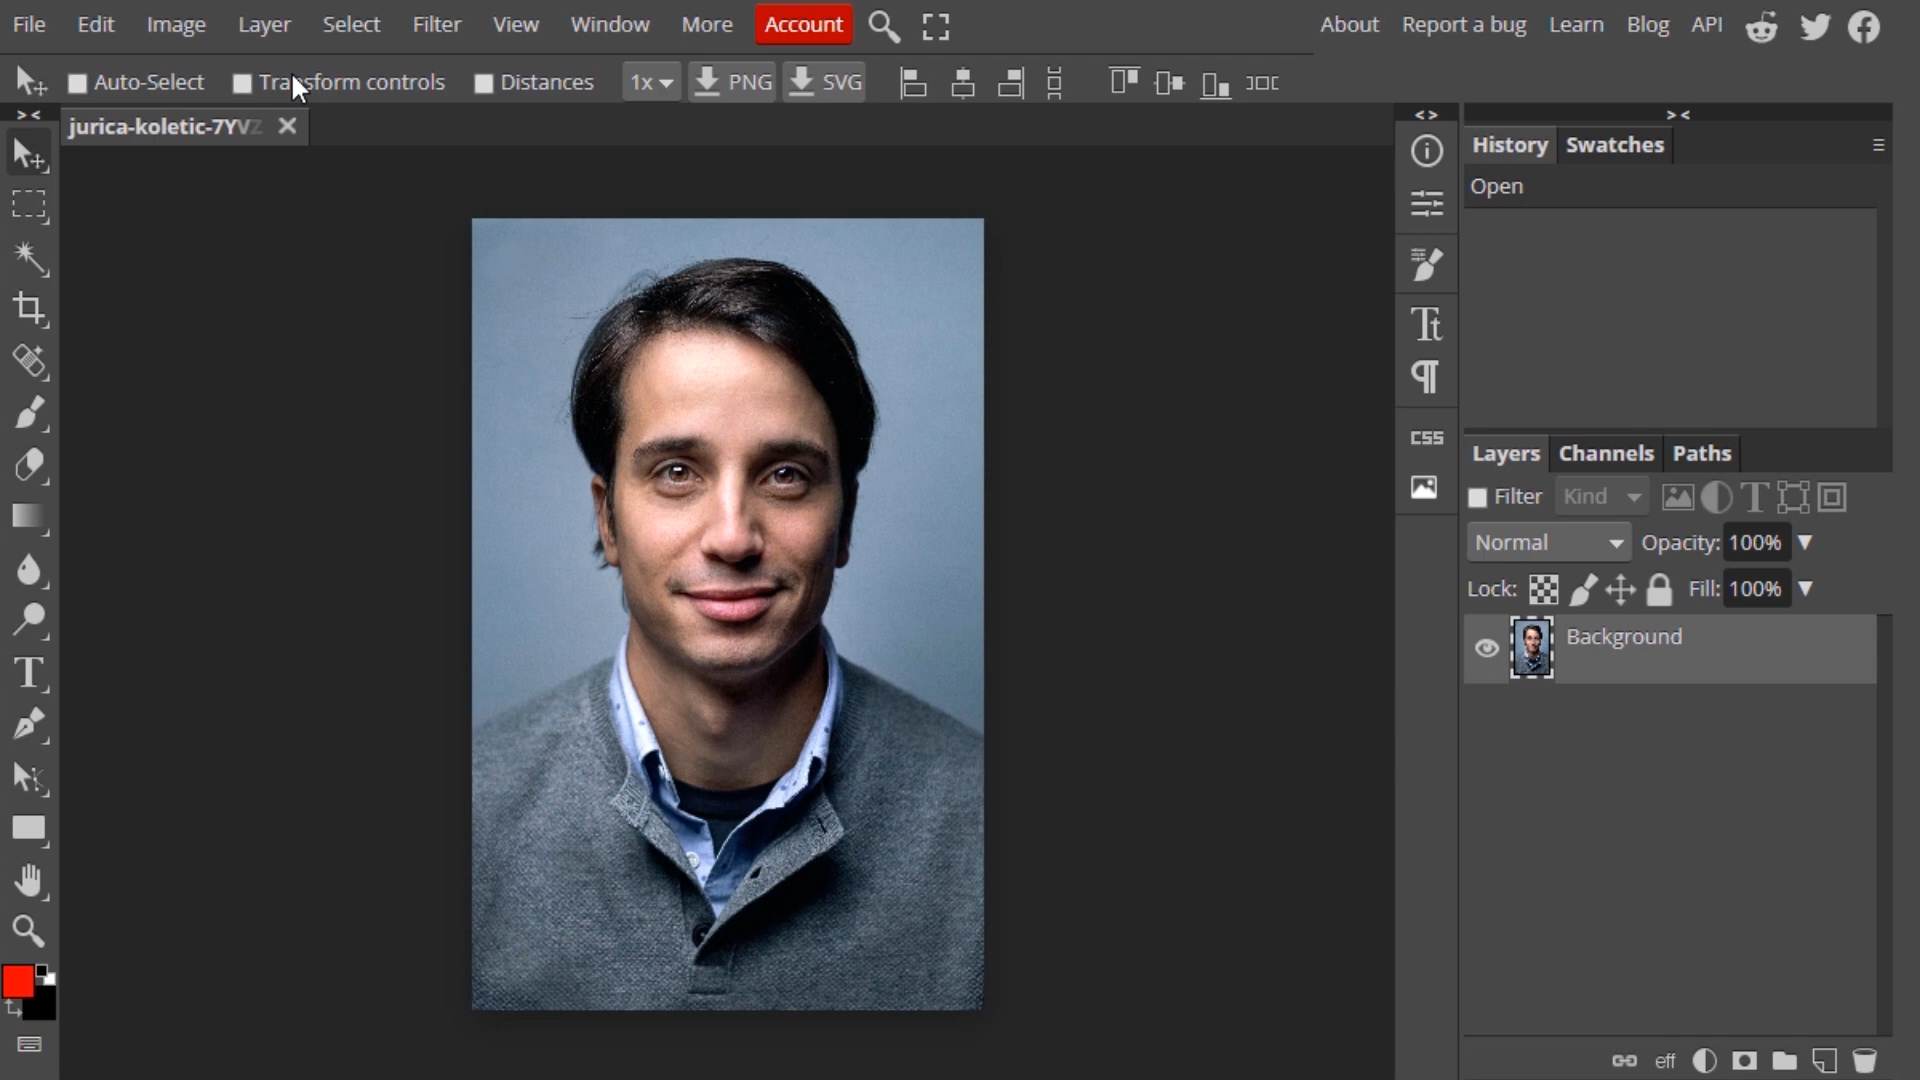 File Edit Image Layer Select Filter View Window More Account About Report a bug Learn Blog API
Auto-Select Transform controls Distances 1x PNG SVG
> < jurica-koletic-7YVZ < > > <
History Swatches
Open
Tt
¶
CSS
Layers Channels Paths
Filter Kind T
Normal Opacity: 100%
Lock: Fill: 100%
Background
T
eff